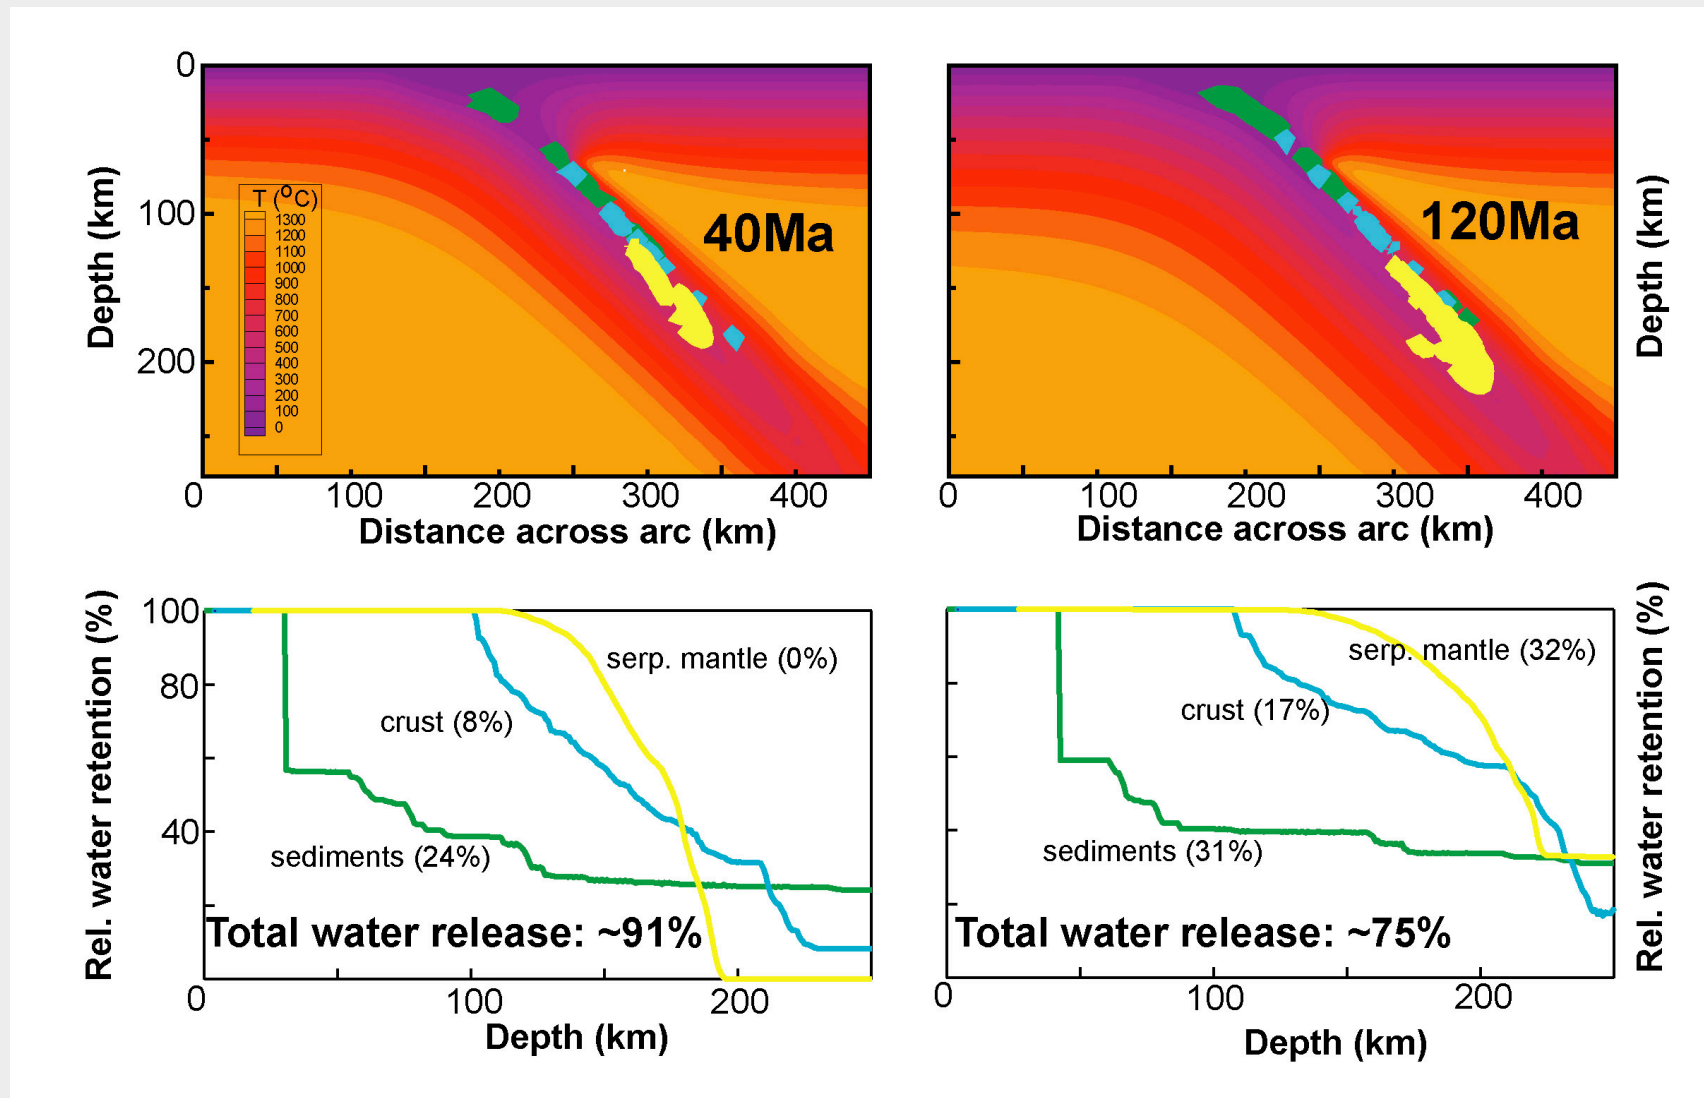 0
100
200
Depth (km)
T (°C)
1300
1200
1100
1000
900
800
700
600
500
400
300
200
100
0
40Ma
0
100
200
300
400
Distance across arc (km)
120Ma
Depth (km)
0
100
200
300
400
Distance across arc (km)
100
80
40
Rel. water retention (%)
serp. mantle (0%)
crust (8%)
sediments (24%)
Total water release: ~91%
0
100
200
Depth (km)
serp. mantle (32%)
crust (17%)
sediments (31%)
Total water release: ~75%
Rel. water retention (%)
0
100
200
Depth (km)